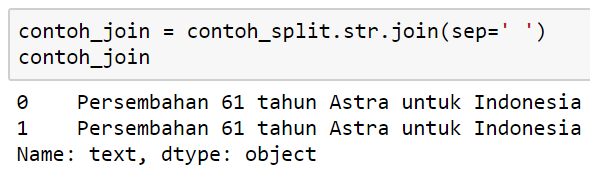 contoh_join = contoh_split.str.join(sep=' ')
contoh_join
0    Persembahan 61 tahun Astra untuk Indonesia
1    Persembahan 61 tahun Astra untuk Indonesia
Name: text, dtype: object